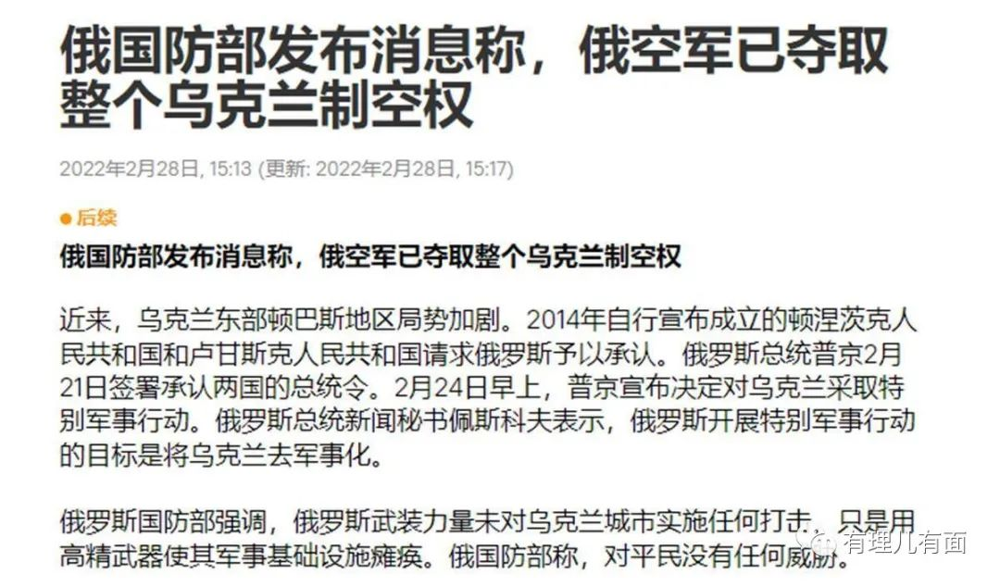 俄国防部发布消息称，俄空军已夺取
整个乌克兰制空权
2022年2月28日, 15:13 (更新: 2022年2月28日, 15:17)
后续
俄国防部发布消息称，俄空军已夺取整个乌克兰制空权
近来，乌克兰东部顿巴斯地区局势加剧。2014年自行宣布成立的顿涅茨克人
民共和国和卢甘斯克人民共和国请求俄罗斯予以承认。俄罗斯总统普京2月
21日签署承认两国的总统令。2月24日早上，普京宣布决定对乌克兰采取特
别军事行动。俄罗斯总统新闻秘书佩斯科夫表示，俄罗斯开展特别军事行动
的目标是将乌克兰去军事化。
俄罗斯国防部强调，俄罗斯武装力量未对乌克兰城市实施任何打击，只是用
高精武器使其军事基础设施瘫痪。俄国防部称，对平民没有任何威胁。
有理儿有面